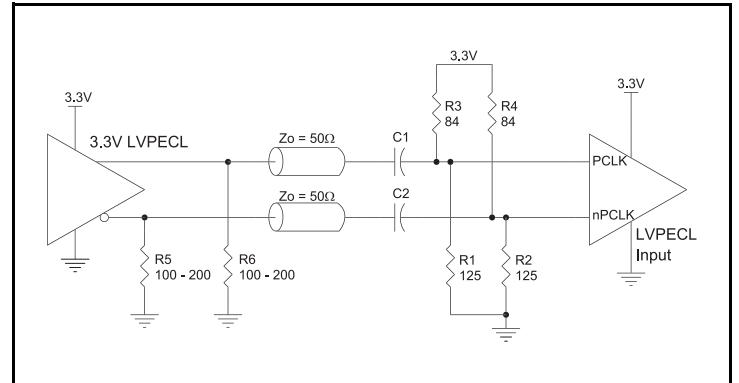 3.3V
3.3V
3.3V
3.3V LVPECL
R3
84
R4
84
Zo = 50Ω
C1
PCLK
Zo = 50Ω
C2
nPCLK
LVPECL
Input
R5
100 - 200
R6
100 - 200
R1
125
R2
125